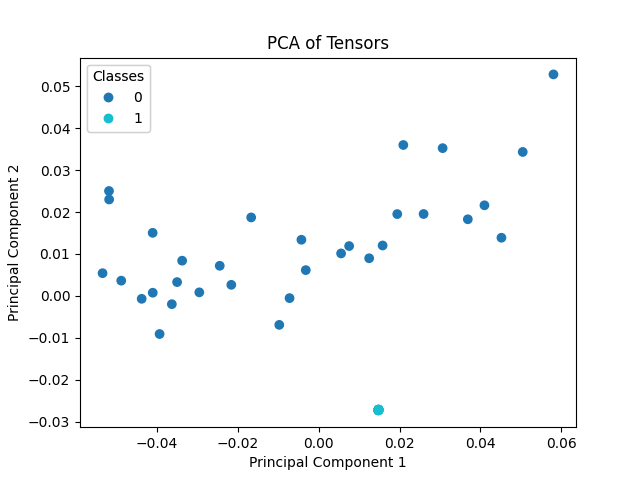 PCA of Tensors
Classes
0
1
0.05
0.04
0.03
0.02
0.01
0.00
−0.01
−0.02
−0.03
Principal Component 2
−0.04 −0.02 0.00 0.02 0.04 0.06
Principal Component 1